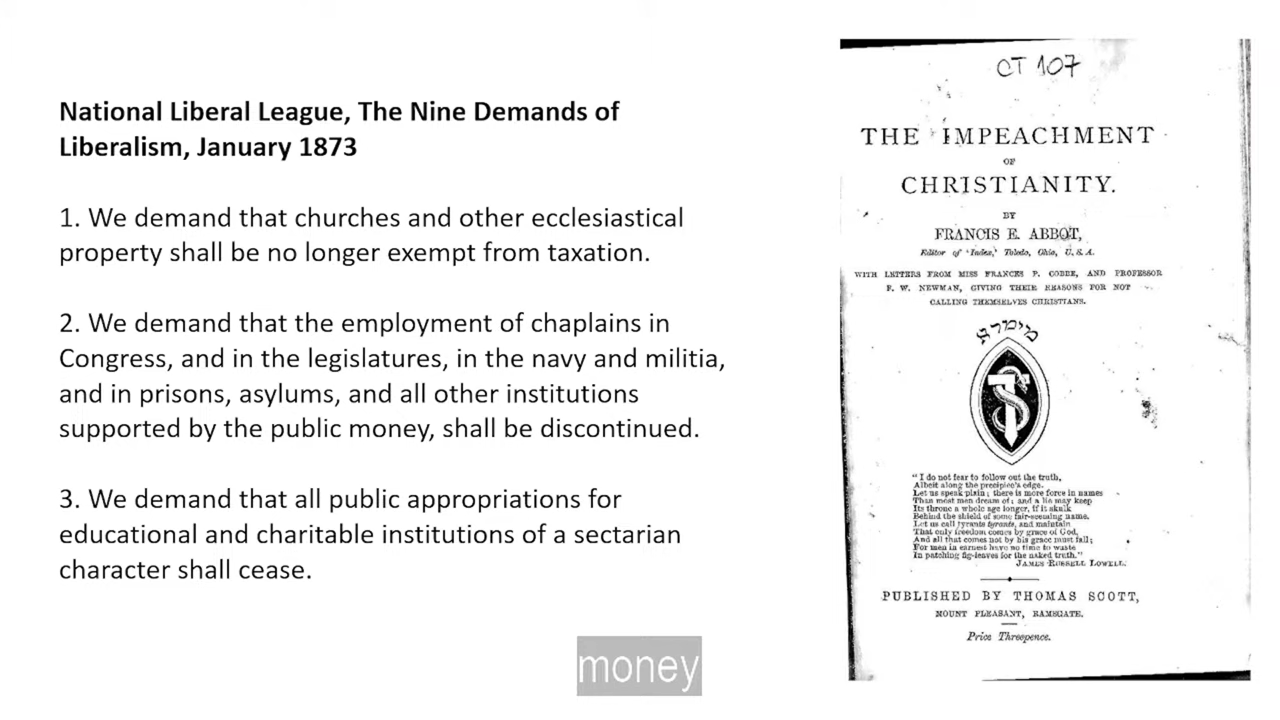 National Liberal League, The Nine Demands of
Liberalism, January 1873
1. We demand that churches and other ecclesiastical
property shall be no longer exempt from taxation.
2. We demand that the employment of chaplains in
Congress, and in the legislatures, in the navy and militia,
and in prisons, asylums, and all other institutions
supported by the public money, shall be discontinued.
3. We demand that all public appropriations for
educational and charitable institutions of a sectarian
character shall cease.
CT 107
THE IMPEACHMENT
OF
CHRISTIANITY.
BY
FRANCIS E. ABBOT,
Editor of 'Index,' Toledo, Ohio, U.S.A.
WITH LETTERS FROM MISS FRANCES P. COBBE, AND PROFESSOR
F. W. NEWMAN, GIVING THEIR REASONS FOR NOT
CALLING THEMSELVES CHRISTIANS.
TS
"I do not fear to follow out the truth,
Albeit along the precipice's edge.
Let us speak plain; there is more force in names
Than most men dream of; and a lie may keep
Its throne a whole age longer, if it skulk
Behind the shield of some fair-seeming name.
Let us call tyrants tyrants, and maintain
That only freedom comes by grace of God,
And all that comes not by his grace must fall;
For men in earnest have no time to waste
In patching fig-leaves for the naked truth."
JAMES RUSSELL LOWELL.
PUBLISHED BY THOMAS SCOTT,
MOUNT PLEASANT, RAMSGATE.
Price Threepence.
money